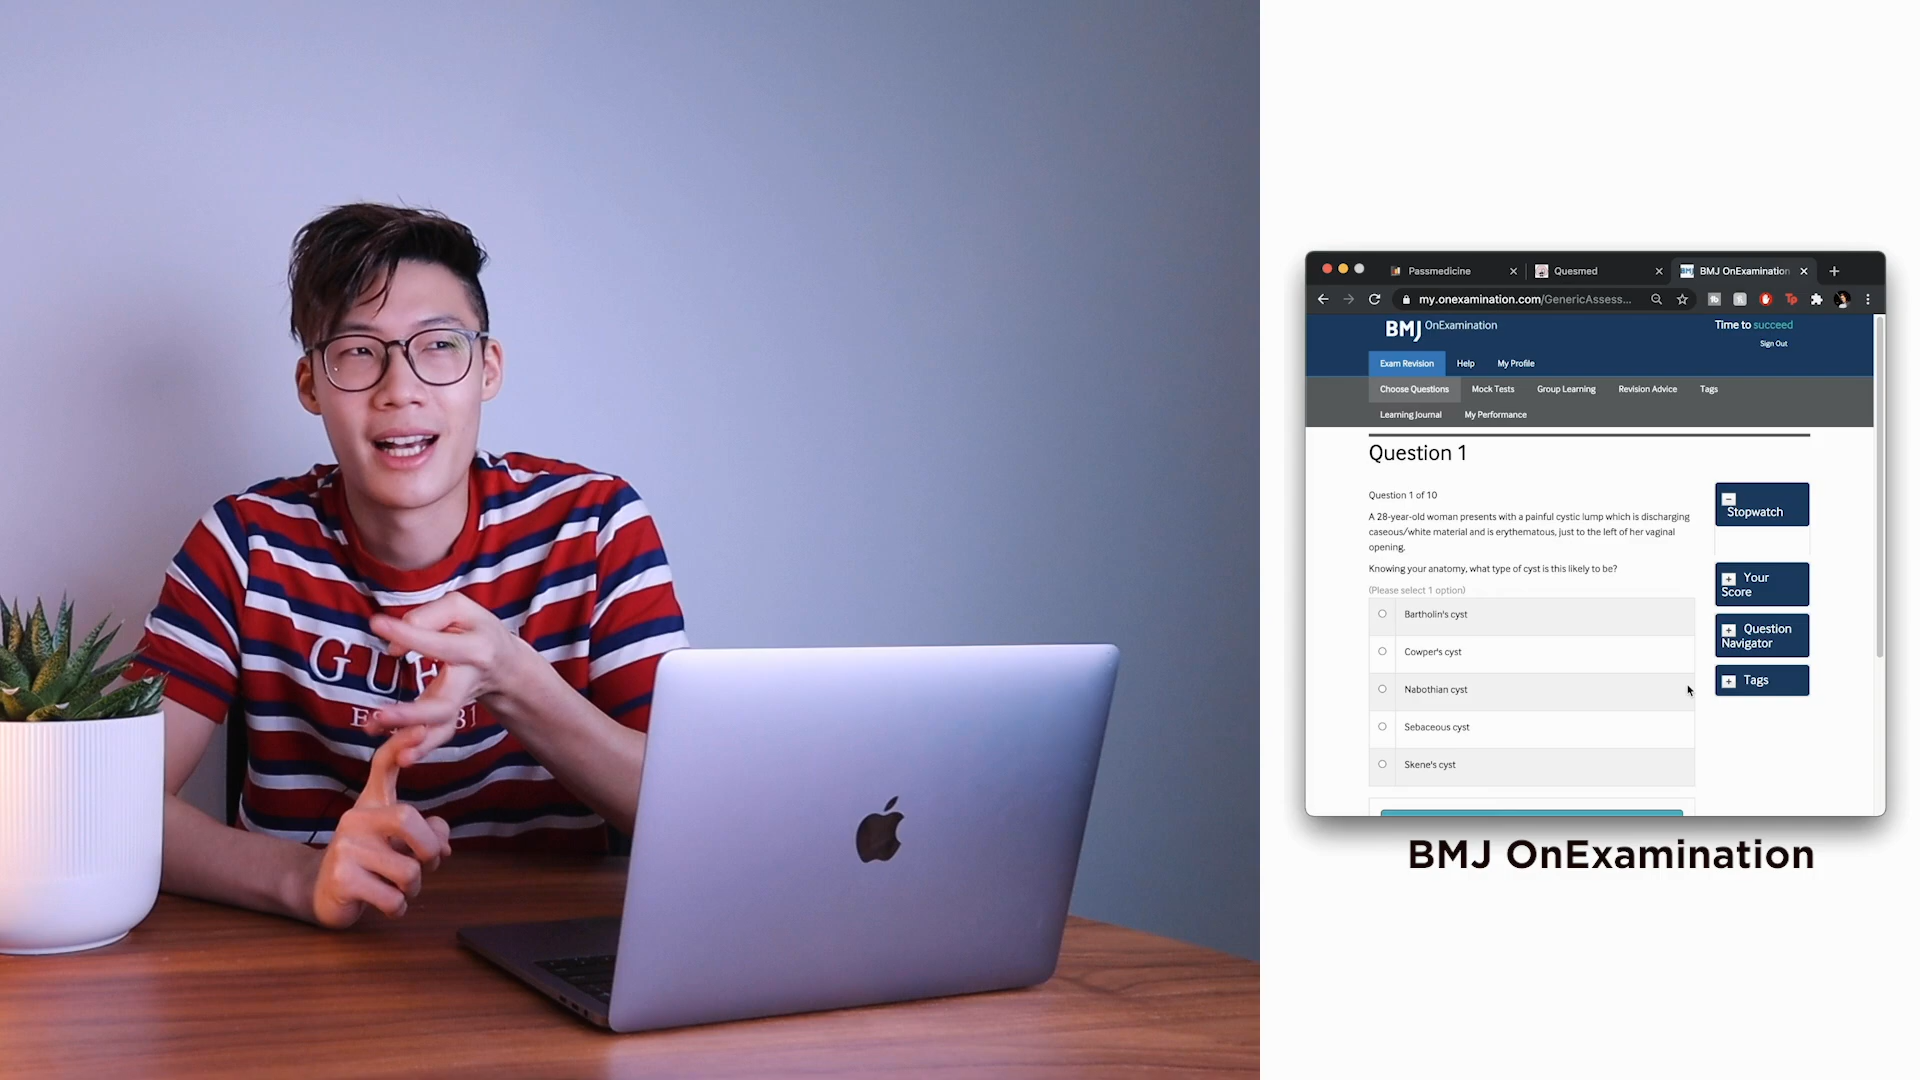 GUE
Passmedicine
Quesmed
BMJ OnExamination
my.onexamination.com/GenericAssess...
BMJ OnExamination
Time to succeed
Sign Out
Exam Revision Help My Profile
Choose Questions Mock Tests Group Learning Revision Advice Tags
Learning Journal My Performance
Question 1
Question 1 of 10
A 28-year-old woman presents with a painful cystic lump which is discharging
caseous/white material and is erythematous, just to the left of her vaginal
opening.
Knowing your anatomy, what type of cyst is this likely to be?
(Please select 1 option)
Bartholin's cyst
Cowper's cyst
Nabothian cyst
Sebaceous cyst
Skene's cyst
Stopwatch
Your
Score
Question
Navigator
Tags
BMJ OnExamination